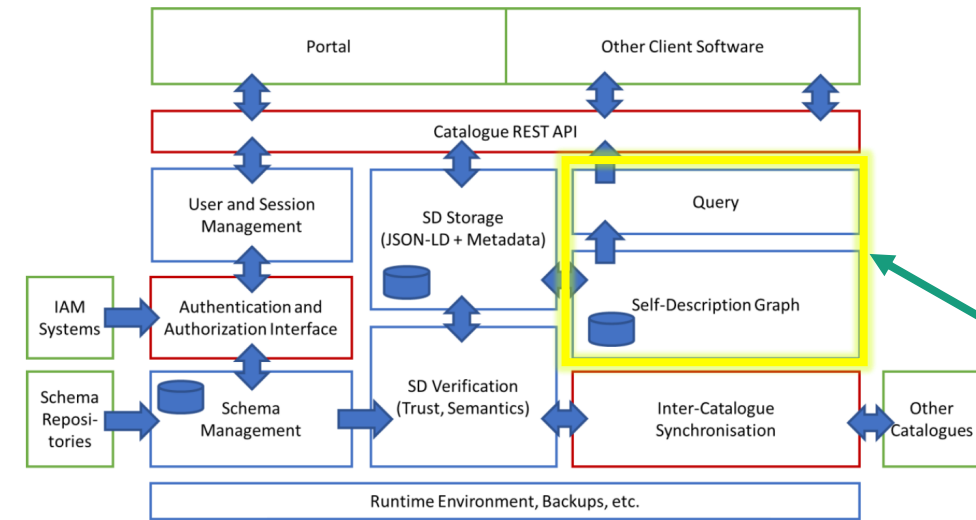 Portal
Other Client Software
Catalogue REST API
User and Session
Management
SD Storage
(JSON-LD + Metadata)
Query
IAM
Systems
Authentication and
Authorization Interface
Self-Description Graph
Schema
Reposi-
tories
Schema
Management
SD Verification
(Trust, Semantics)
Inter-Catalogue
Synchronisation
Other
Catalogues
Runtime Environment, Backups, etc.